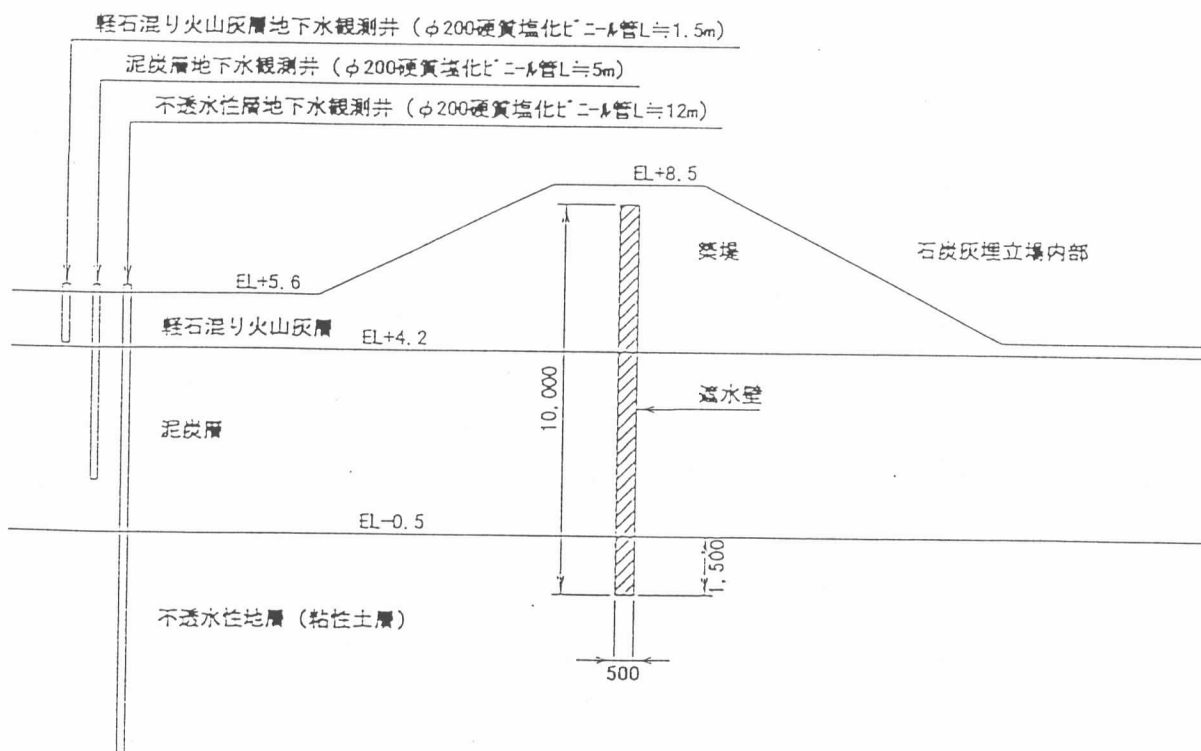 軽石混り火山灰層地下水観測井（φ200硬質塩化ビニール管L≒1.5m）
泥炭層地下水観測井（φ200硬質塩化ビニール管L≒5m）
不透水性層地下水観測井（φ200硬質塩化ビニール管L≒12m）
EL+8.5
築堤
石炭灰埋立場内部
EL+5.6
軽石混り火山灰層
EL+4.2
10,000
遮水壁
泥炭層
EL-0.5
1,500
不透水性地層（粘性土層）
500